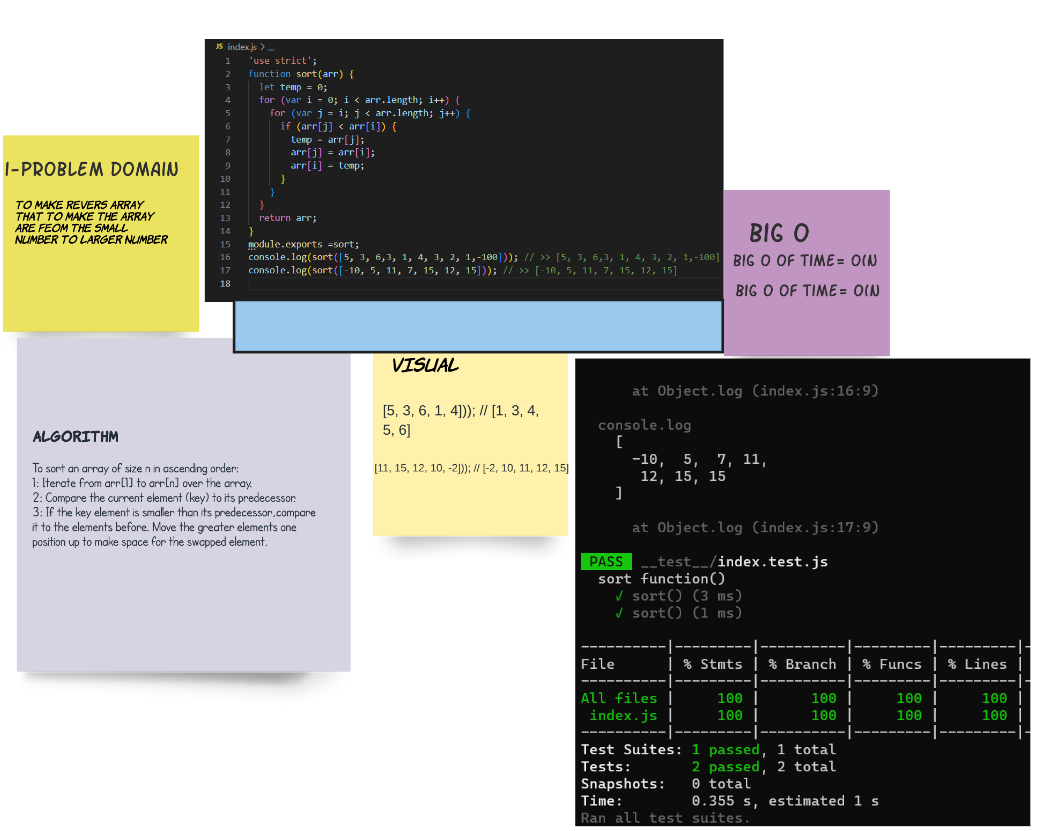 JS index.js > ...
1 'use strict';
2 function sort(arr) {
3 let temp = 0;
4 for (var i = 0; i < arr.length; i++) {
5 for (var j = i; j < arr.length; j++) {
6 if (arr[j] < arr[i]) {
7 temp = arr[j];
8 arr[j] = arr[i];
9 arr[i] = temp;
10 }
11 }
12 }
13 return arr;
14 }
15 module.exports =sort;
16 console.log(sort([5, 3, 6,3, 1, 4, 3, 2, 1,-100])); // >> [5, 3, 6,3, 1, 4, 3, 2, 1,-100]
17 console.log(sort([-10, 5, 11, 7, 15, 12, 15])); // >> [-10, 5, 11, 7, 15, 12, 15]
18
1-PROBLEM DOMAIN
TO MAKE REVERS ARRAY
THAT TO MAKE THE ARRAY
ARE FEOM THE SMALL
NUMBER TO LARGER NUMBER
BIG O
BIG O OF TIME= O(N
BIG O OF TIME= O(N
ALGORITHM
To sort an array of size n in ascending order:
1: Iterate from arr[1] to arr[n] over the array.
2: Compare the current element (key) to its predecessor.
3: If the key element is smaller than its predecessor,compare
it to the elements before. Move the greater elements one
position up to make space for the swapped element.
VISUAL
[5, 3, 6, 1, 4])); // [1, 3, 4,
5, 6]
[11, 15, 12, 10, -2])); // [-2, 10, 11, 12, 15]
at Object.log (index.js:16:9)
console.log
[
-10, 5, 7, 11,
12, 15, 15
]
at Object.log (index.js:17:9)
PASS __test__/index.test.js
sort function()
√ sort() (3 ms)
√ sort() (1 ms)
----------|---------|----------|---------|---------|-
File | % Stmts | % Branch | % Funcs | % Lines |
----------|---------|----------|---------|---------|-
All files | 100 | 100 | 100 | 100 |
index.js | 100 | 100 | 100 | 100 |
----------|---------|----------|---------|---------|-
Test Suites: 1 passed, 1 total
Tests: 2 passed, 2 total
Snapshots: 0 total
Time: 0.355 s, estimated 1 s
Ran all test suites.